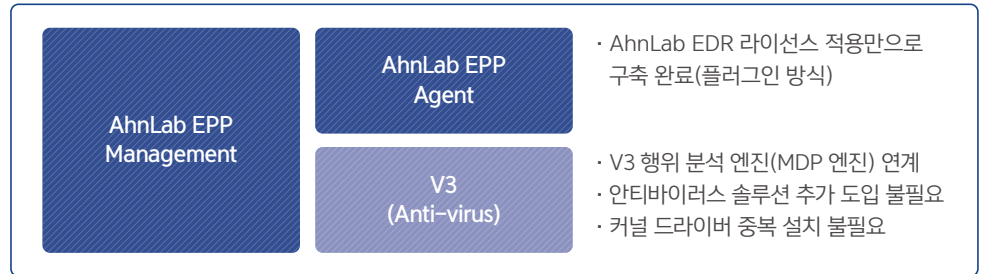 AhnLab EPP
Management
AhnLab EPP
Agent
V3
(Anti-virus)
· AhnLab EDR 라이선스 적용만으로
구축 완료(플러그인 방식)
· V3 행위 분석 엔진(MDP 엔진) 연계
· 안티바이러스 솔루션 추가 도입 불필요
· 커널 드라이버 중복 설치 불필요